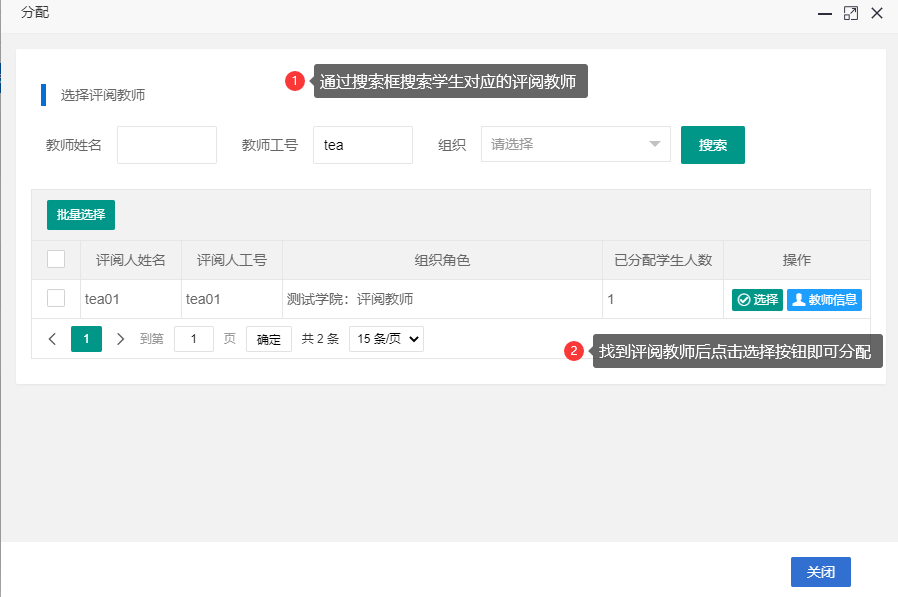 分配
1 通过搜索框搜索学生对应的评阅教师
选择评阅教师
教师姓名 教师工号 tea 组织 请选择 搜索
批量选择
评阅人姓名 评阅人工号 组织角色 已分配学生人数 操作
tea01 tea01 测试学院：评阅教师 1 选择 教师信息
1 到第 1 页 确定 共 2 条 15 条/页
2 找到评阅教师后点击选择按钮即可分配
关闭